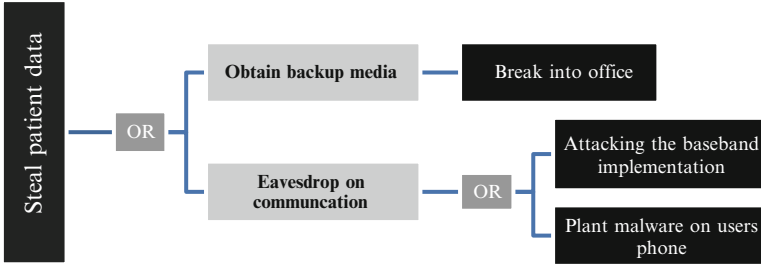 Steal patient data
OR
Obtain backup media
Break into office
Eavesdrop on
communcation
OR
Attacking the baseband
implementation
Plant malware on users
phone